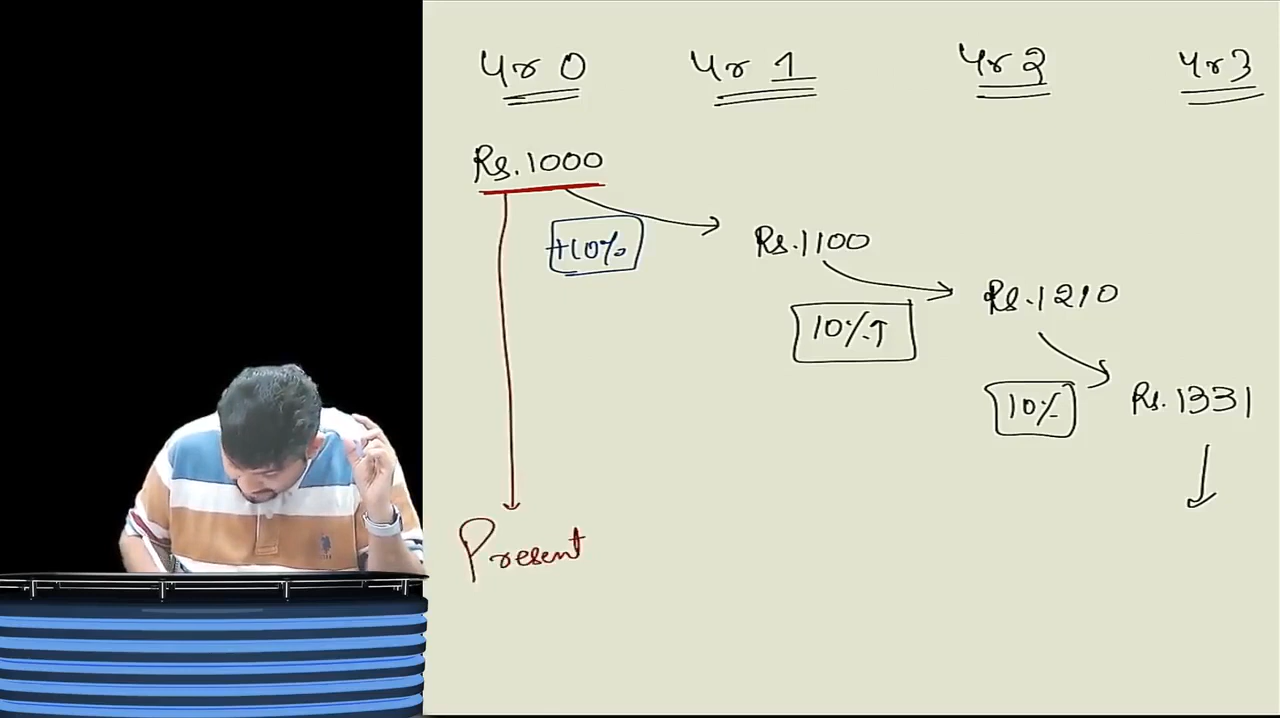 Yr 0 Yr 1 Yr 2 Yr 3
Rs.1000
+10% Rs.1100
10%↑ Rs.1210
10% Rs.1331
Present